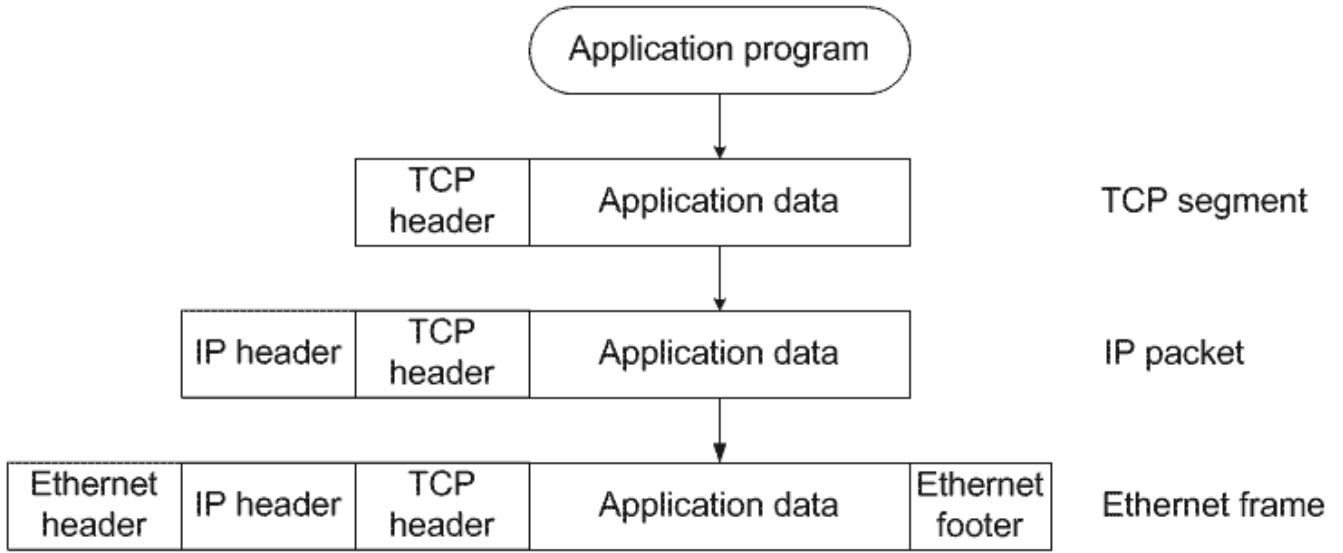 Application program
TCP
header
Application data
TCP segment
IP header
TCP
header
Application data
IP packet
Ethernet
header
IP header
TCP
header
Application data
Ethernet
footer
Ethernet frame